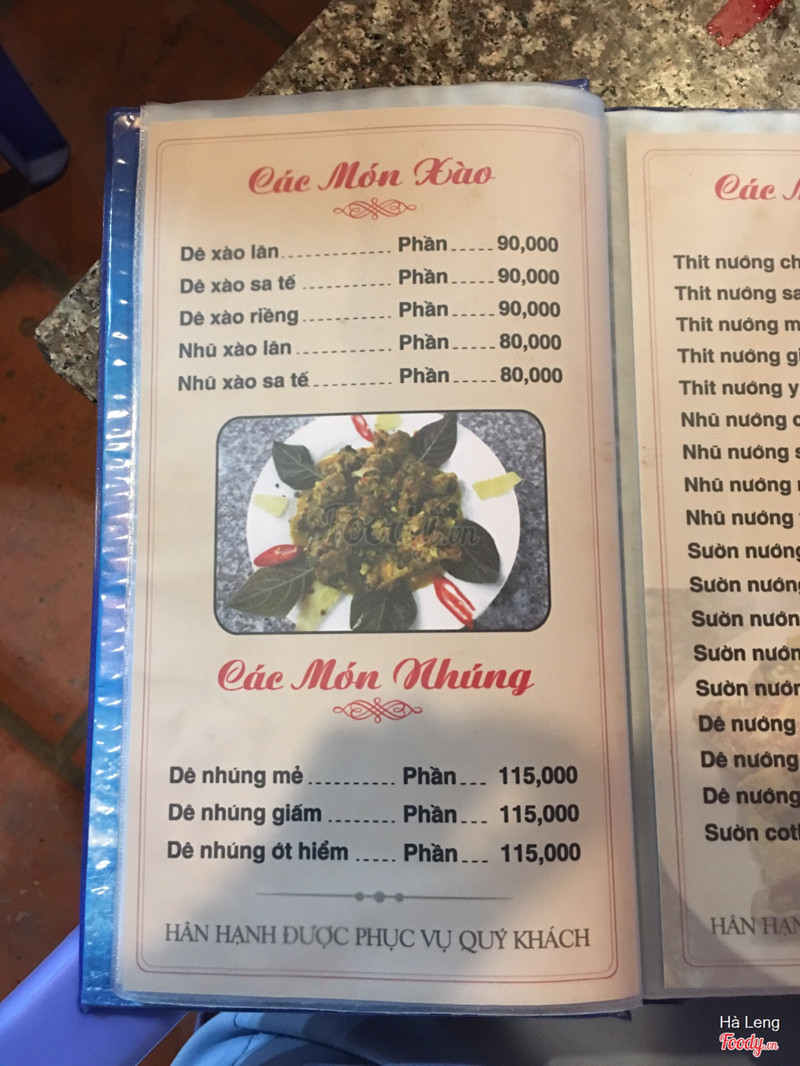 Các Món Xào
Dê xào lăn............ Phần.....90,000
Dê xào sa tế ............ Phần.....90,000
Dê xào riềng............ Phần.....90,000
Nhũ xào lăn............ Phần.....80,000
Nhũ xào sa tế............ Phần.....80,000
Foody.vn
Các Món Nhúng
Dê nhúng mẻ .......... Phần... 115,000
Dê nhúng giấm ........ Phần... 115,000
Dê nhúng ớt hiểm ..... Phần... 115,000
HÂN HẠNH ĐƯỢC PHỤC VỤ QUÝ KHÁCH
Các
Thit nướng
Thit nướng
Thit nướng
Thit nướng
Thit nướng
Nhũ nướng
Nhũ nướng
Nhũ nướng
Nhũ nướng
Sườn nướng
Sườn nướng
Sườn
Sườn
Sườn
Dê nướng
Dê nướng
Dê nướng
Sườn
HÂN
Hà Leng
Foody.vn